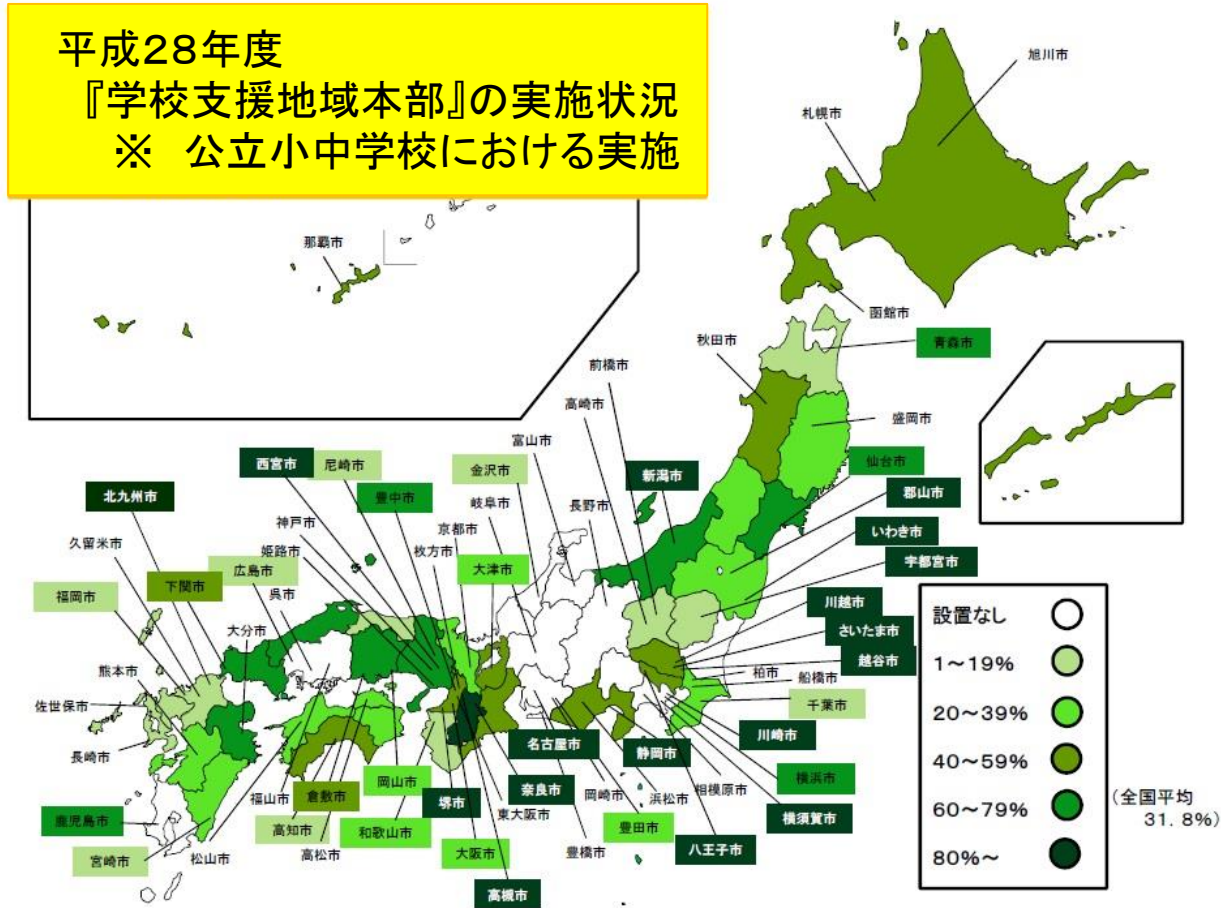 平成28年度
『学校支援地域本部』の実施状況
※ 公立小中学校における実施
旭川市
札幌市
那覇市
函館市
秋田市
青森市
前橋市
高崎市
盛岡市
富山市
西宮市
尼崎市
金沢市
新潟市
仙台市
北九州市
豊中市
岐阜市
長野市
郡山市
神戸市
京都市
いわき市
久留米市
姫路市
枚方市
下関市
広島市
大津市
宇都宮市
福岡市
呉市
川越市
大分市
さいたま市
越谷市
熊本市
柏市
船橋市
佐世保市
千葉市
長崎市
名古屋市
静岡市
川崎市
岡山市
奈良市
横浜市
福山市
倉敷市
堺市
岡崎市
浜松市
相模原市
鹿児島市
東大阪市
横須賀市
高知市
和歌山市
豊田市
宮崎市
松山市
高松市
大阪市
豊橋市
八王子市
高槻市
設置なし
1～19%
20～39%
40～59%
60～79%
(全国平均
31.8%)
80%～